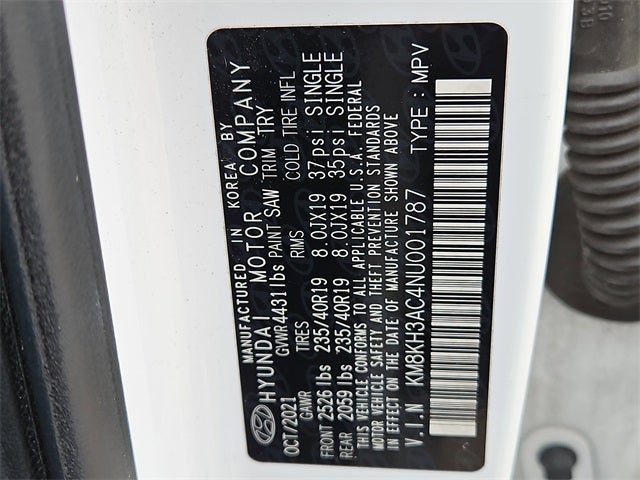 MANUFACTURED IN KOREA BY
HYUNDAI MOTOR COMPANY
OCT/2021 GVWR4431lbs PAINT SAW TRIM TRY
GAWR TIRES RIMS COLD TIRE INFL
FRONT 2526 lbs 235/40R19 8.0JX19 37psi SINGLE
REAR 2059 lbs 235/40R19 8.0JX19 35psi SINGLE
THIS VEHICLE CONFORMS TO ALL APPLICABLE U.S.A. FEDERAL
MOTOR VEHICLE SAFETY AND THEFT PREVENTION STANDARDS
IN EFFECT ON THE DATE OF MANUFACTURE SHOWN ABOVE
V.I.N KM8KH3AC4NU001787 TYPE : MPV